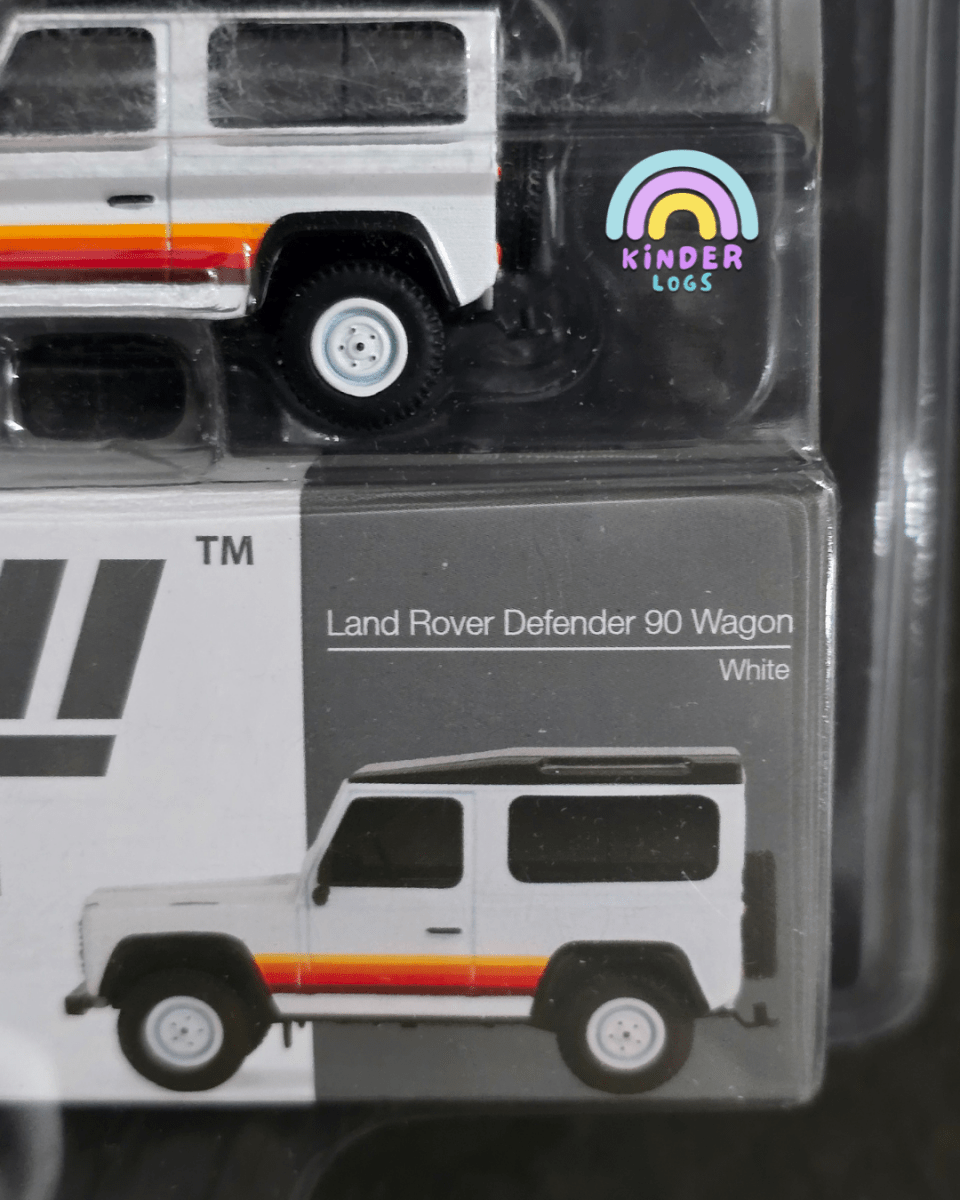 KiNDER
LOGS
TM
Land Rover Defender 90 Wagon
White